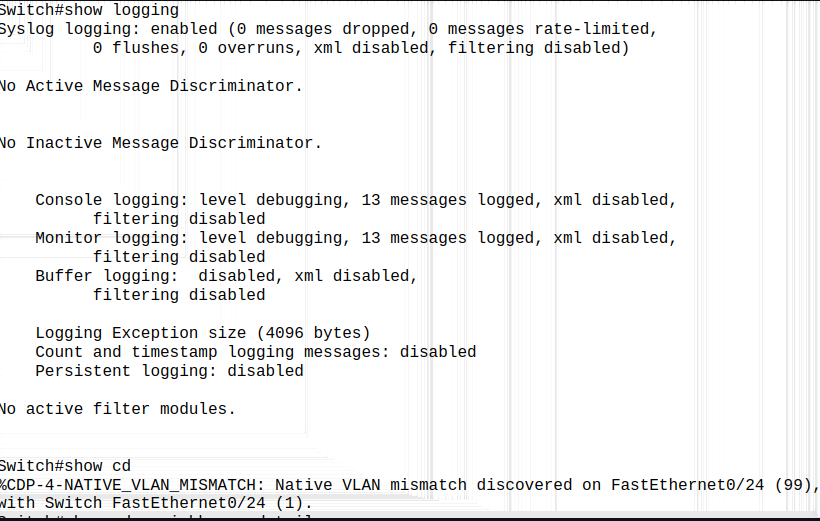 Switch#show logging
Syslog logging: enabled (0 messages dropped, 0 messages rate-limited,
0 flushes, 0 overruns, xml disabled, filtering disabled)
No Active Message Discriminator.
No Inactive Message Discriminator.
Console logging: level debugging, 13 messages logged, xml disabled,
filtering disabled
Monitor logging: level debugging, 13 messages logged, xml disabled,
filtering disabled
Buffer logging:  disabled, xml disabled,
filtering disabled
Logging Exception size (4096 bytes)
Count and timestamp logging messages: disabled
Persistent logging: disabled
No active filter modules.
Switch#show cd
%CDP-4-NATIVE_VLAN_MISMATCH: Native VLAN mismatch discovered on FastEthernet0/24 (99),
with Switch FastEthernet0/24 (1).